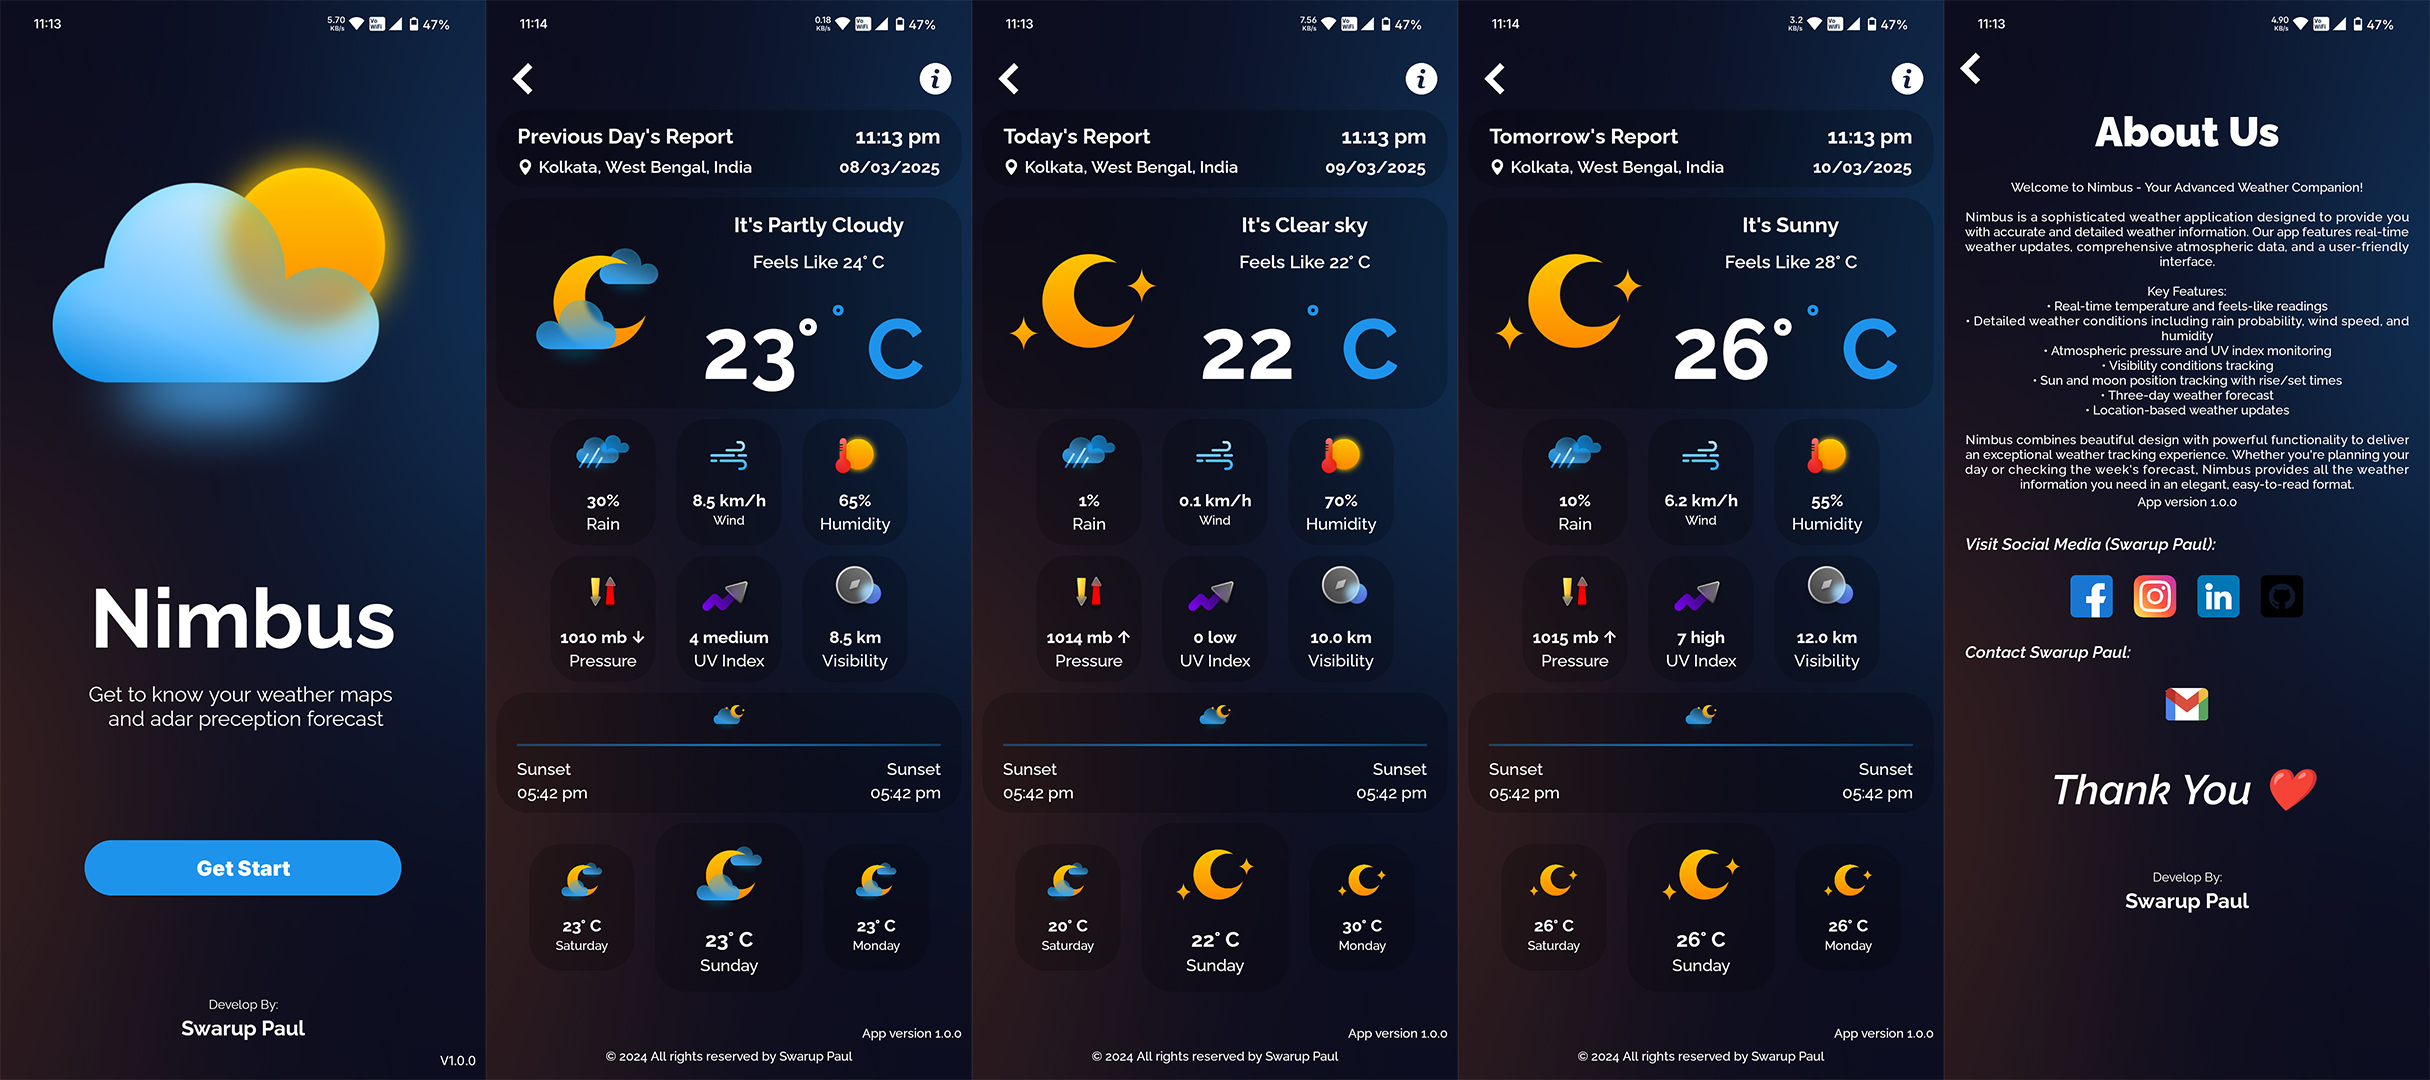 11:13
5.70 KB/s
Vo WiFi
47%
Nimbus
Get to know your weather maps
and adar preception forecast
Get Start
Develop By:
Swarup Paul
V1.0.0
11:14
0.18 KB/s
Vo WiFi
47%
i
Previous Day's Report 11:13 pm
Kolkata, West Bengal, India 08/03/2025
It's Partly Cloudy
Feels Like 24° C
23° ° C
30% 8.5 km/h 65%
Rain Wind Humidity
1010 mb ↓ 4 medium 8.5 km
Pressure UV Index Visibility
Sunset Sunset
05:42 pm 05:42 pm
23° C 23° C 23° C
Saturday Sunday Monday
App version 1.0.0
© 2024 All rights reserved by Swarup Paul
11:13
7.56 KB/s
Vo WiFi
47%
i
Today's Report 11:13 pm
Kolkata, West Bengal, India 09/03/2025
It's Clear sky
Feels Like 22° C
22 ° C
1% 0.1 km/h 70%
Rain Wind Humidity
1014 mb ↑ 0 low 10.0 km
Pressure UV Index Visibility
Sunset Sunset
05:42 pm 05:42 pm
20° C 22° C 30° C
Saturday Sunday Monday
App version 1.0.0
© 2024 All rights reserved by Swarup Paul
11:14
3.2 KB/s
Vo WiFi
47%
i
Tomorrow's Report 11:13 pm
Kolkata, West Bengal, India 10/03/2025
It's Sunny
Feels Like 28° C
26° ° C
10% 6.2 km/h 55%
Rain Wind Humidity
1015 mb ↑ 7 high 12.0 km
Pressure UV Index Visibility
Sunset Sunset
05:42 pm 05:42 pm
26° C 26° C 26° C
Saturday Sunday Monday
App version 1.0.0
© 2024 All rights reserved by Swarup Paul
11:13
4.90 KB/s
Vo WiFi
47%
About Us
Welcome to Nimbus - Your Advanced Weather Companion!
Nimbus is a sophisticated weather application designed to provide you
with accurate and detailed weather information. Our app features real-time
weather updates, comprehensive atmospheric data, and a user-friendly
interface.
Key Features:
• Real-time temperature and feels-like readings
• Detailed weather conditions including rain probability, wind speed, and
humidity
• Atmospheric pressure and UV index monitoring
• Visibility conditions tracking
• Sun and moon position tracking with rise/set times
• Three-day weather forecast
• Location-based weather updates
Nimbus combines beautiful design with powerful functionality to deliver
an exceptional weather tracking experience. Whether you're planning your
day or checking the week's forecast, Nimbus provides all the weather
information you need in an elegant, easy-to-read format.
App version 1.0.0
Visit Social Media (Swarup Paul):
f in
Contact Swarup Paul:
Thank You ❤️
Develop By:
Swarup Paul